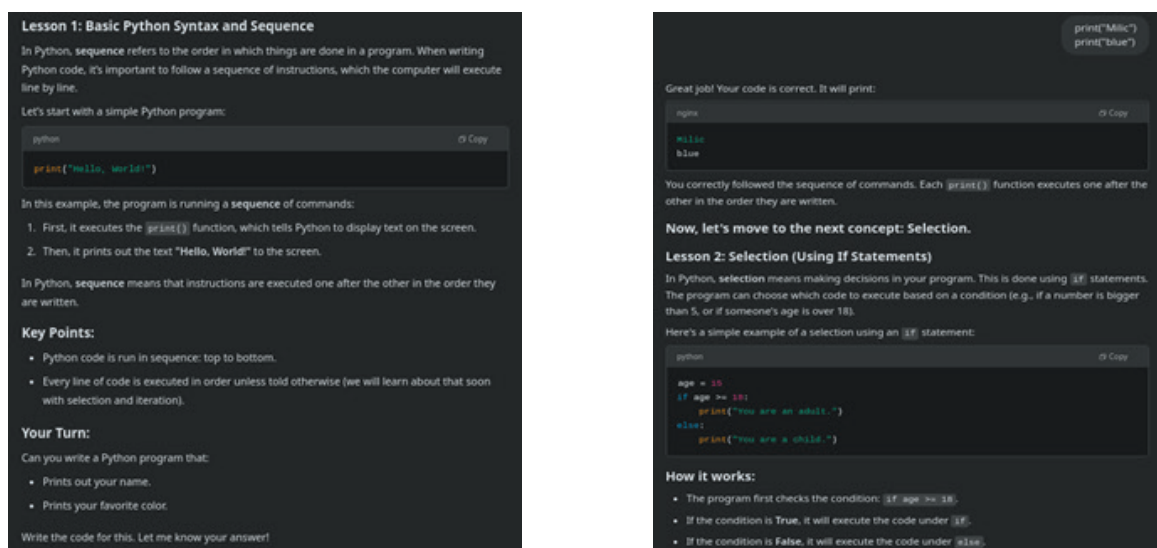 Lesson 1: Basic Python Syntax and Sequence
In Python, sequence refers to the order in which things are done in a program. When writing
Python code, it's important to follow a sequence of instructions, which the computer will execute
line by line.
Let's start with a simple Python program:
python
Copy
print("Hello, World!")
In this example, the program is running a sequence of commands:
1. First, it executes the print() function, which tells Python to display text on the screen.
2. Then, it prints out the text "Hello, World!" to the screen.
In Python, sequence means that instructions are executed one after the other in the order they
are written.
Key Points:
• Python code is run in sequence: top to bottom.
• Every line of code is executed in order unless told otherwise (we will learn about that soon
with selection and iteration).
Your Turn:
Can you write a Python program that:
• Prints out your name.
• Prints your favorite color.
Write the code for this. Let me know your answer!
print("Milic")
print("blue")
Great job! Your code is correct. It will print:
nginx
Copy
Milic
blue
You correctly followed the sequence of commands. Each print() function executes one after the
other in the order they are written.
Now, let's move to the next concept: Selection.
Lesson 2: Selection (Using If Statements)
In Python, selection means making decisions in your program. This is done using if statements.
The program can choose which code to execute based on a condition (e.g., if a number is bigger
than 5, or if someone's age is over 18).
Here's a simple example of a selection using an if statement:
python
Copy
age = 15
if age >= 18:
print("You are an adult.")
else:
print("You are a child.")
How it works:
• The program first checks the condition: if age >= 18.
• If the condition is True, it will execute the code under if.
• If the condition is False, it will execute the code under else.